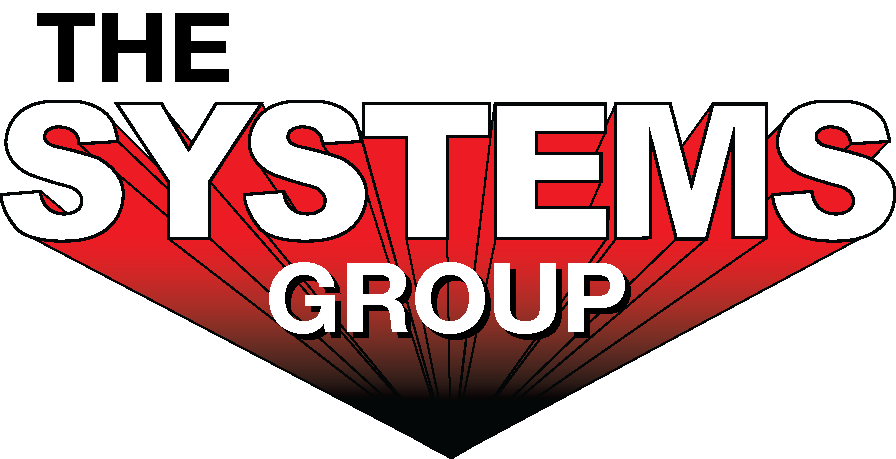 THE
SYSTEMS
GROUP